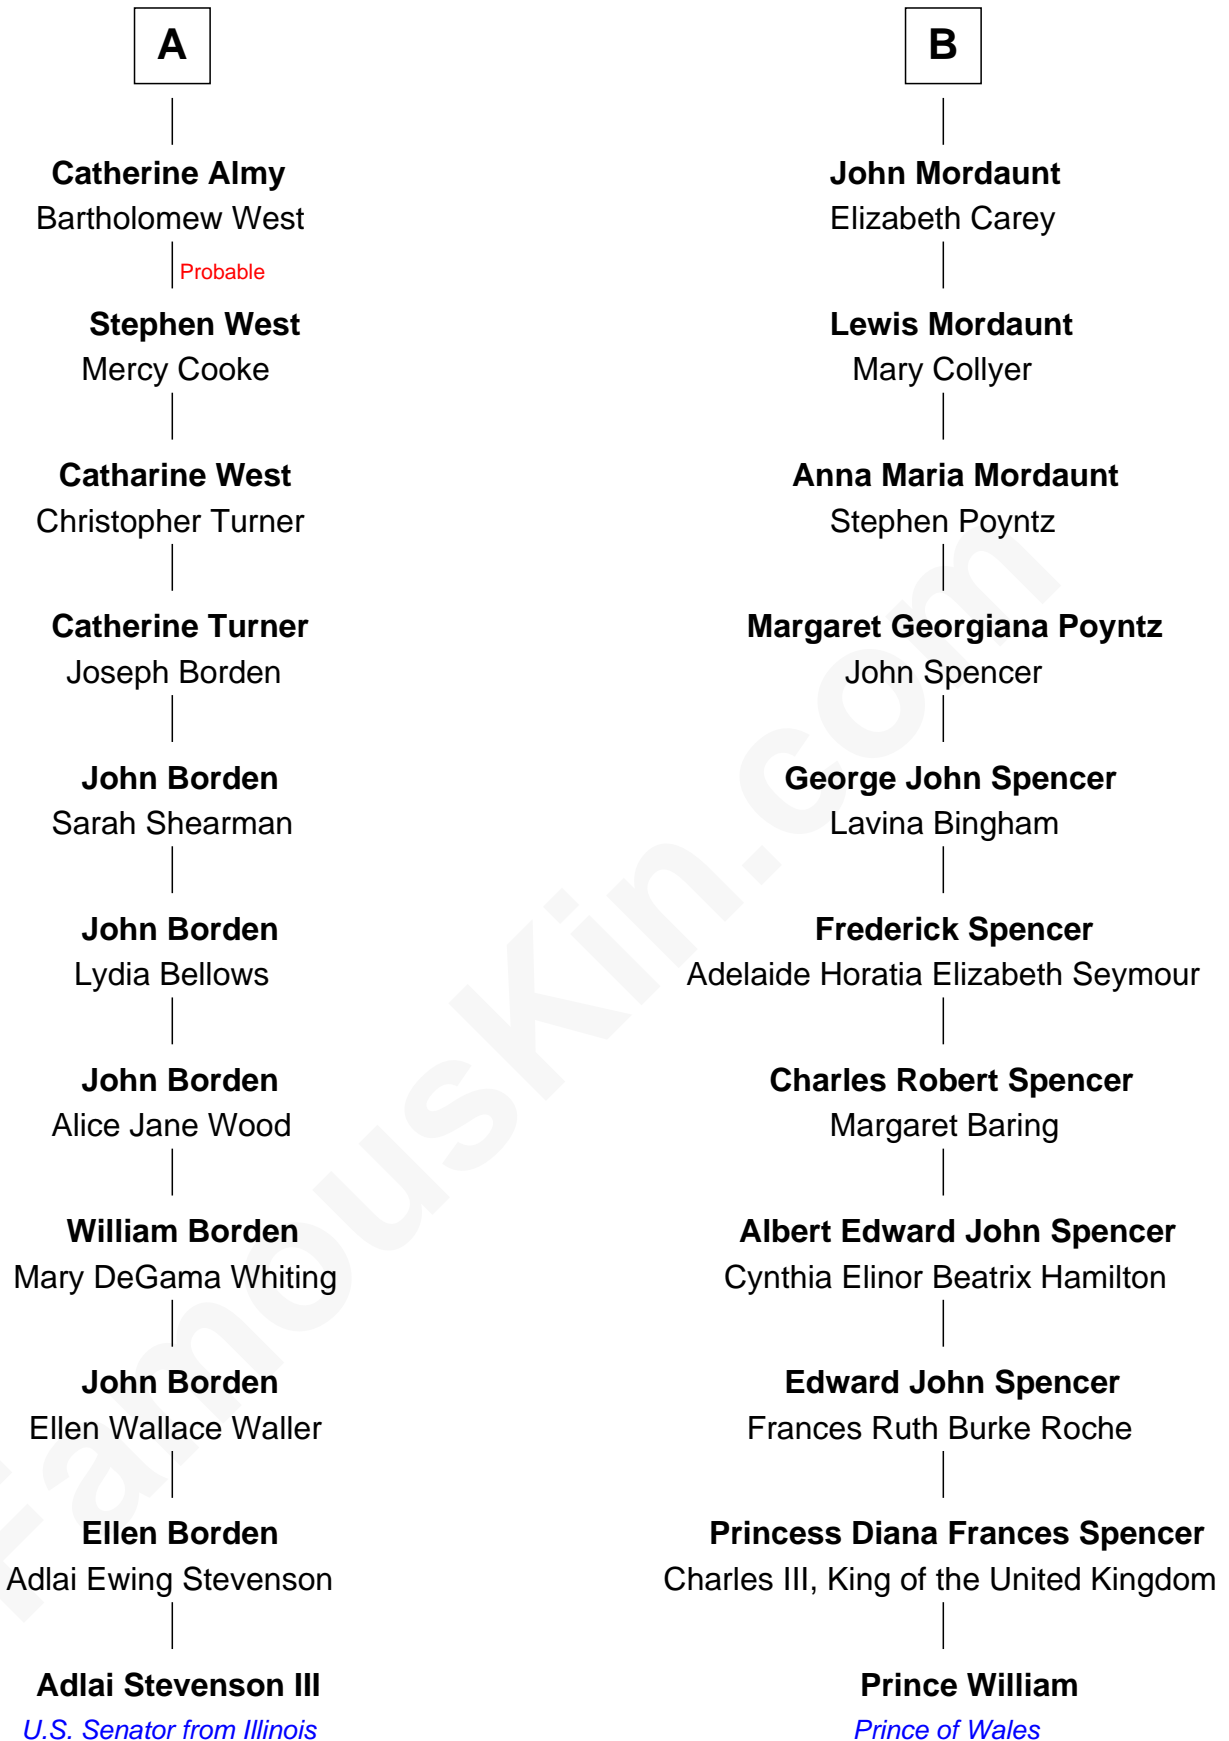 A
Catherine Almy
Bartholomew West
Probable
Stephen West
Mercy Cooke
Catharine West
Christopher Turner
Catherine Turner
Joseph Borden
John Borden
Sarah Shearman
John Borden
Lydia Bellows
John Borden
Alice Jane Wood
William Borden
Mary DeGama Whiting
John Borden
Ellen Wallace Waller
Ellen Borden
Adlai Ewing Stevenson
Adlai Stevenson III
U.S. Senator from Illinois
B
John Mordaunt
Elizabeth Carey
Lewis Mordaunt
Mary Collyer
Anna Maria Mordaunt
Stephen Poyntz
Margaret Georgiana Poyntz
John Spencer
George John Spencer
Lavina Bingham
Frederick Spencer
Adelaide Horatia Elizabeth Seymour
Charles Robert Spencer
Margaret Baring
Albert Edward John Spencer
Cynthia Elinor Beatrix Hamilton
Edward John Spencer
Frances Ruth Burke Roche
Princess Diana Frances Spencer
Charles III, King of the United Kingdom
Prince William
Prince of Wales
FamousKin.com